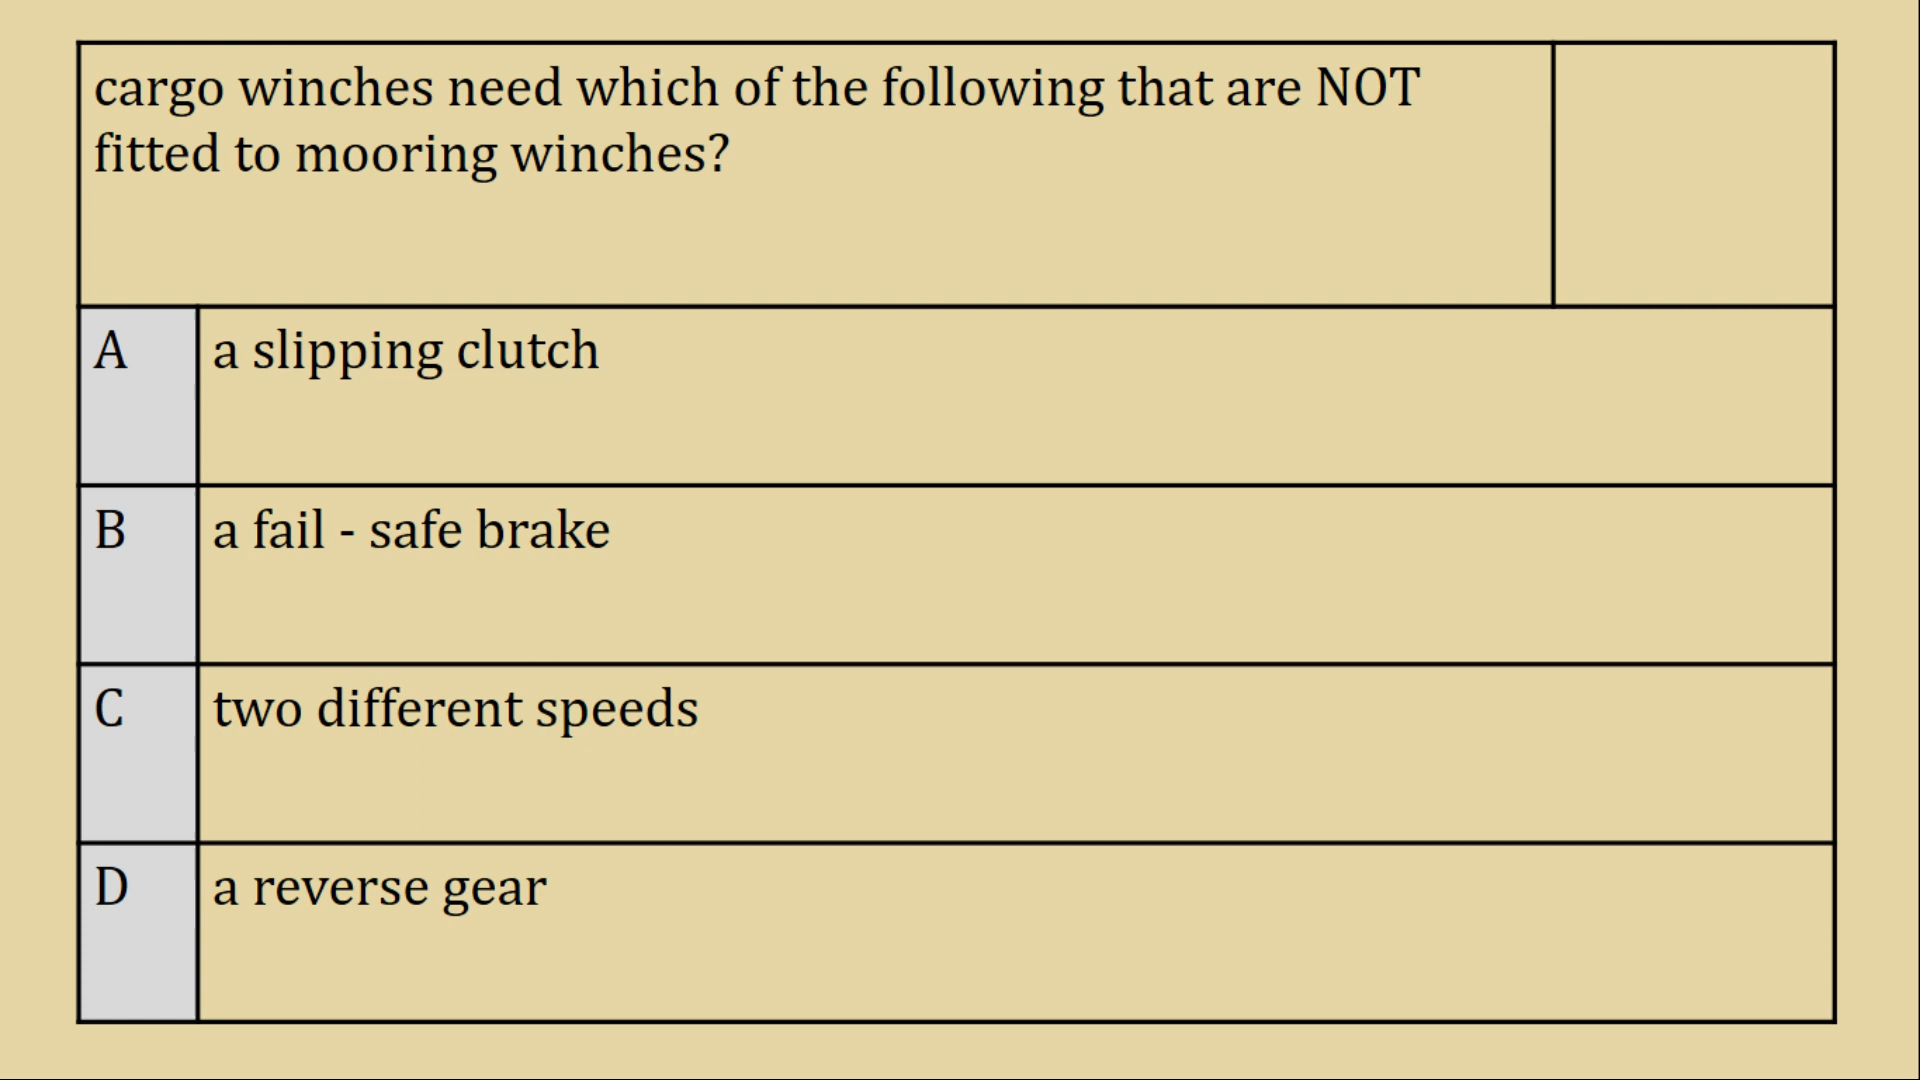 cargo winches need which of the following that are NOT
fitted to mooring winches?
A a slipping clutch
B a fail - safe brake
C two different speeds
D a reverse gear